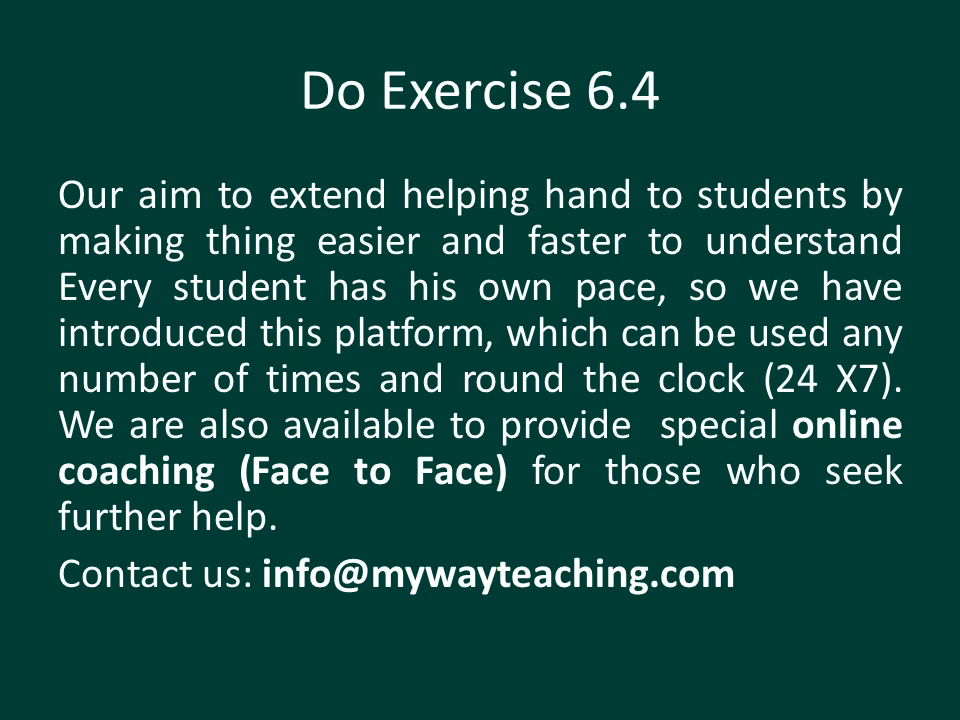 Do Exercise 6.4
Our aim to extend helping hand to students by
making thing easier and faster to understand
Every student has his own pace, so we have
introduced this platform, which can be used any
number of times and round the clock (24 X7).
We are also available to provide  special online
coaching (Face to Face) for those who seek
further help.
Contact us: info@mywayteaching.com